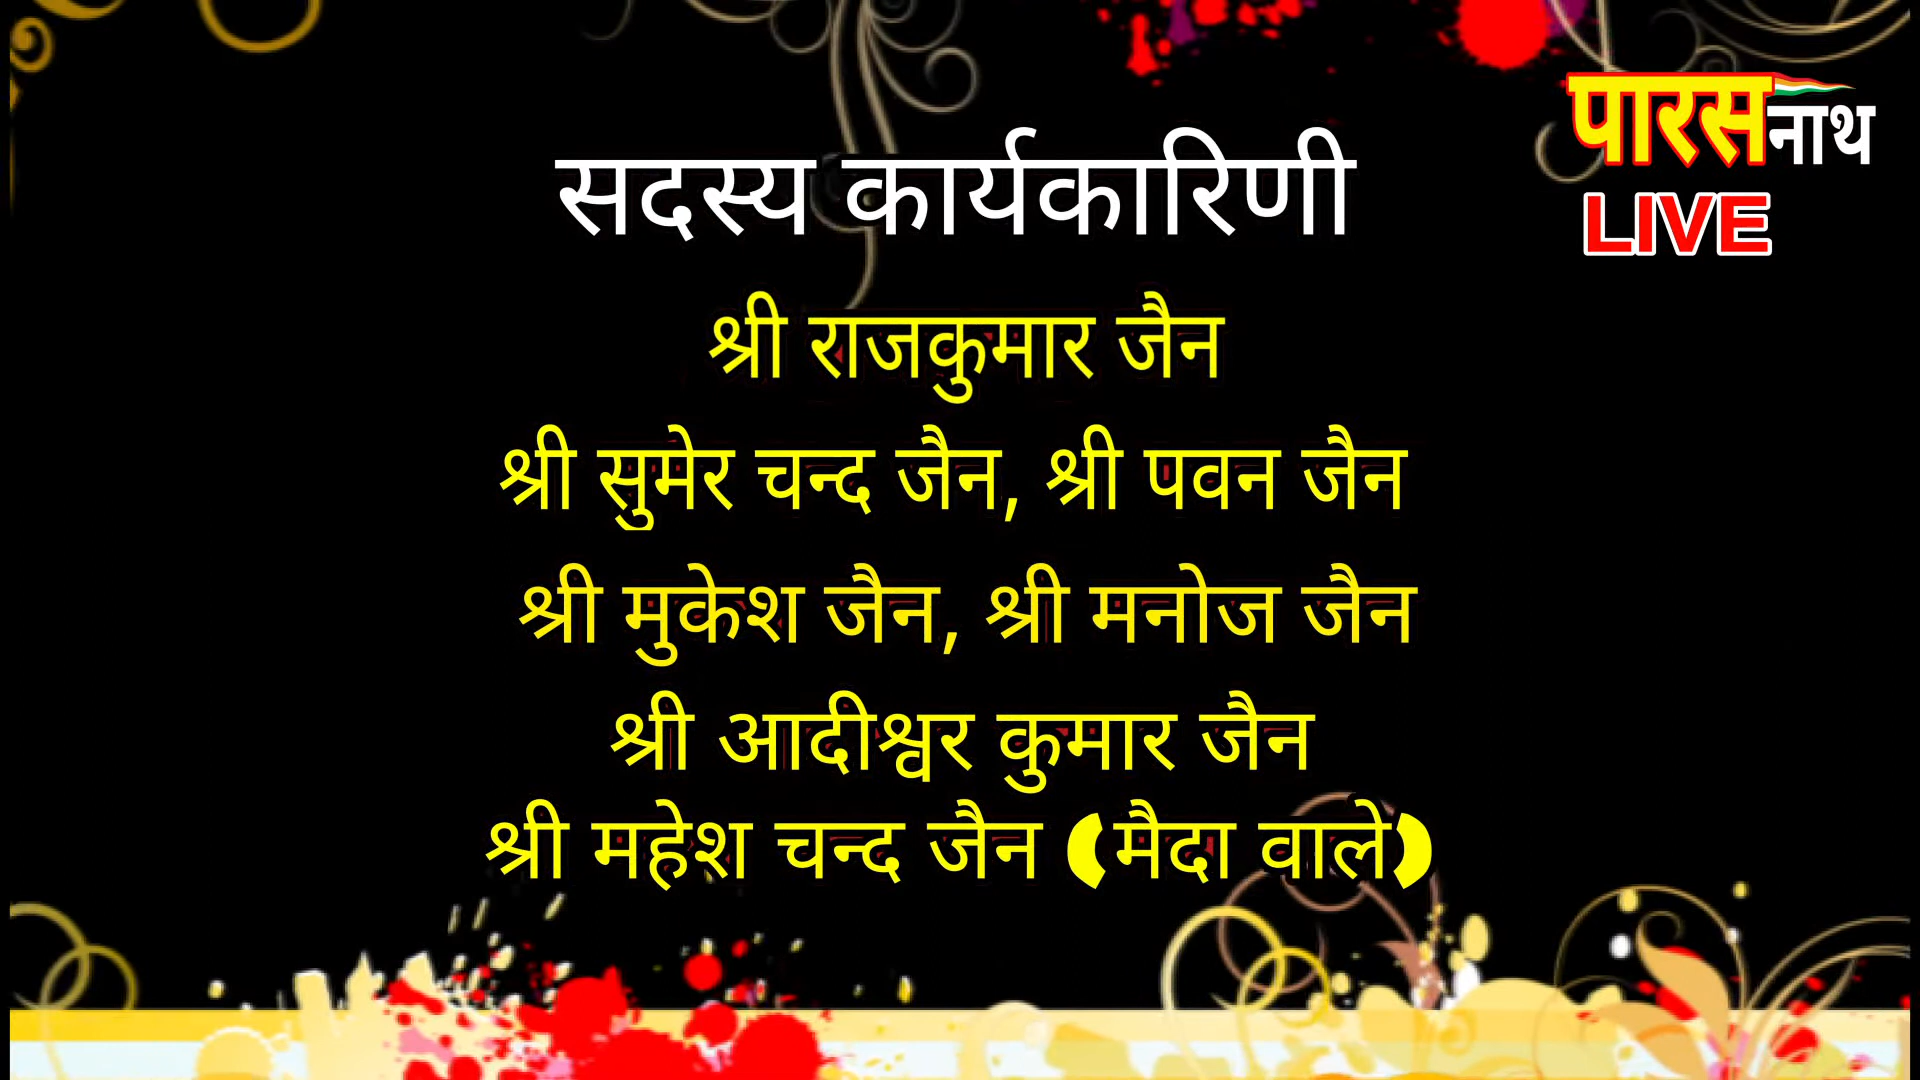 पारसनाथ
LIVE
सदस्य कार्यकारिणी
श्री राजकुमार जैन
श्री सुमेर चन्द जैन, श्री पवन जैन
श्री मुकेश जैन, श्री मनोज जैन
श्री आदीश्वर कुमार जैन
श्री महेश चन्द जैन (मैदा वाले)